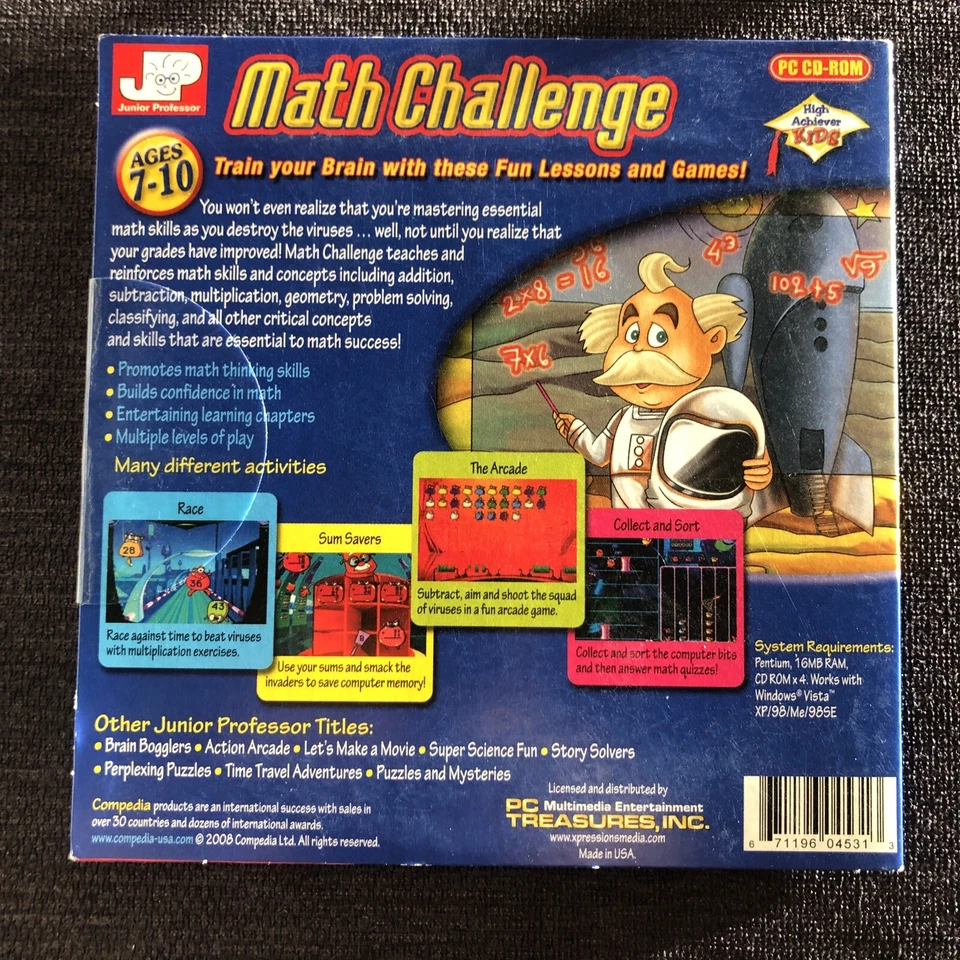 JP
Junior Professor
Math Challenge
PC CD-ROM
High
Achiever
KIDS
AGES
7-10
Train your Brain with these Fun Lessons and Games!
You won't even realize that you're mastering essential
math skills as you destroy the viruses ... well, not until you realize that
your grades have improved! Math Challenge teaches and
reinforces math skills and concepts including addition,
subtraction, multiplication, geometry, problem solving,
classifying, and all other critical concepts
and skills that are essential to math success!
• Promotes math thinking skills
• Builds confidence in math
• Entertaining learning chapters
• Multiple levels of play
Many different activities
2x8 = 16
4³
√9
102+5
7x6
Race
28
36
43
Race against time to beat viruses
with multiplication exercises.
Sum Savers
B
Use your sums and smack the
invaders to save computer memory!
The Arcade
Subtract, aim and shoot the squad
of viruses in a fun arcade game.
Collect and Sort
Collect and sort the computer bits
and then answer math quizzes!
System Requirements:
Pentium, 16MB RAM,
CD ROM x 4. Works with
Windows® Vista™
XP/98/Me/98SE
Other Junior Professor Titles:
• Brain Bogglers • Action Arcade • Let's Make a Movie • Super Science Fun • Story Solvers
• Perplexing Puzzles • Time Travel Adventures • Puzzles and Mysteries
Compedia products are an international success with sales in
over 30 countries and dozens of international awards.
www.compedia-usa.com © 2008 Compedia Ltd. All rights reserved.
Licensed and distributed by
PC Multimedia Entertainment
TREASURES, INC.
www.xpressionsmedia.com
Made in USA.
6 71196 04531 3